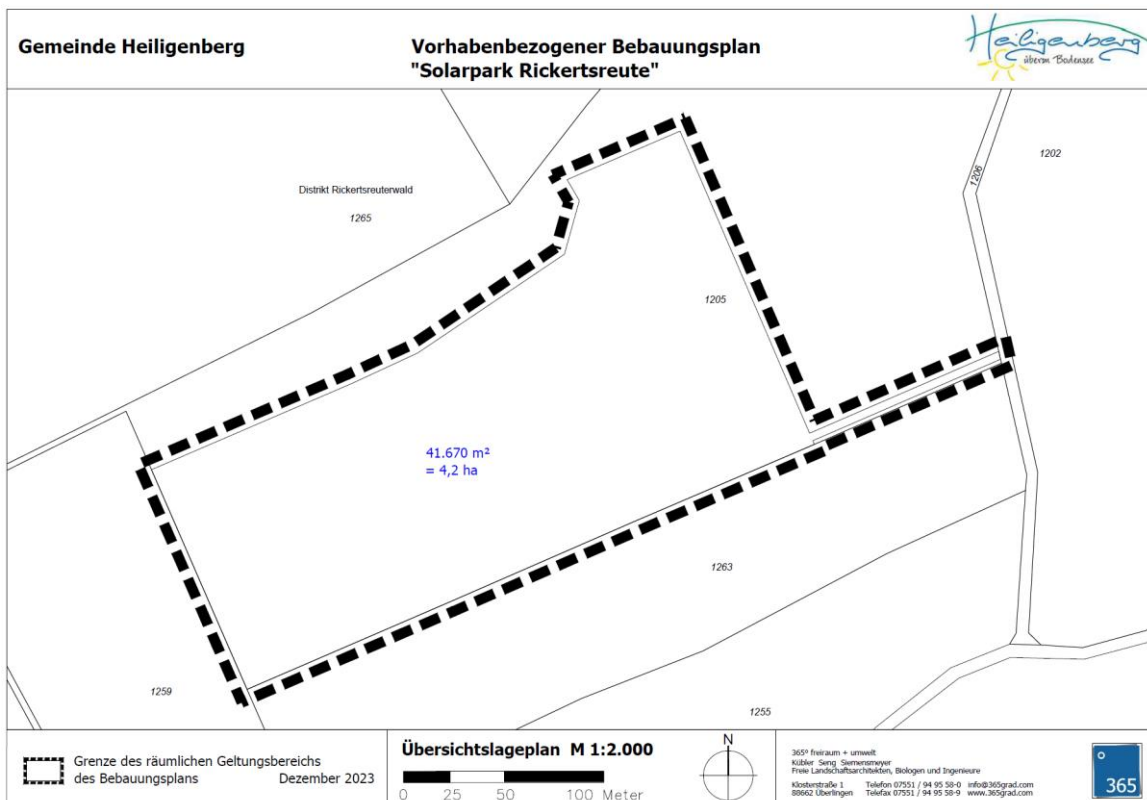 Gemeinde Heiligenberg
Vorhabenbezogener Bebauungsplan
"Solarpark Rickertsreute"
Heiligenberg
überm Bodensee
Distrikt Rickertsreuterwald
1265
1202
1206
1205
41.670 m²
= 4,2 ha
1263
1259
1255
Grenze des räumlichen Geltungsbereichs
des Bebauungsplans Dezember 2023
Übersichtslageplan M 1:2.000
0 25 50 100 Meter
N
365° freiraum + umwelt
Kübler Seng Siemensmeyer
Freie Landschaftsarchitekten, Biologen und Ingenieure
Klosterstraße 1 Telefon 07551 / 94 95 58-0 info@365grad.com
88662 Überlingen Telefax 07551 / 94 95 58-9 www.365grad.com
365